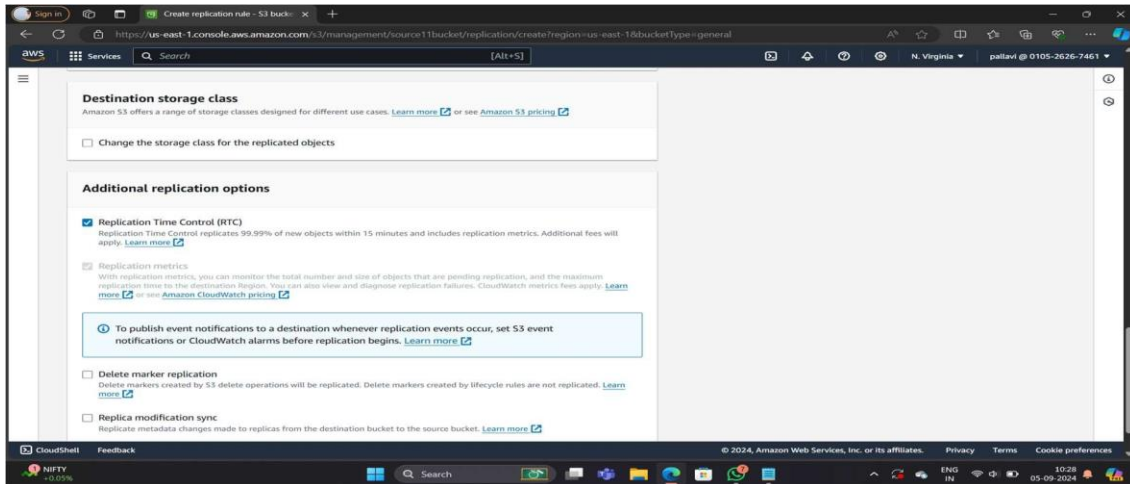 Sign in
Create replication rule - S3 bucke
https://us-east-1.console.aws.amazon.com/s3/management/source11bucket/replication/create?region=us-east-1&bucketType=general
aws
Services
Search
[Alt+S]
N. Virginia
pallavi @ 0105-2626-7461
Destination storage class
Amazon S3 offers a range of storage classes designed for different use cases. Learn more or see Amazon S3 pricing
Change the storage class for the replicated objects
Additional replication options
Replication Time Control (RTC)
Replication Time Control replicates 99.99% of new objects within 15 minutes and includes replication metrics. Additional fees will
apply. Learn more
Replication metrics
With replication metrics, you can monitor the total number and size of objects that are pending replication, and the maximum
replication time to the destination Region. You can also view and diagnose replication failures. CloudWatch metrics fees apply. Learn
more or see Amazon CloudWatch pricing
To publish event notifications to a destination whenever replication events occur, set S3 event
notifications or CloudWatch alarms before replication begins. Learn more
Delete marker replication
Delete markers created by S3 delete operations will be replicated. Delete markers created by lifecycle rules are not replicated. Learn
more
Replica modification sync
Replicate metadata changes made to replicas from the destination bucket to the source bucket. Learn more
CloudShell
Feedback
© 2024, Amazon Web Services, Inc. or its affiliates.
Privacy
Terms
Cookie preferences
NIFTY
+0.05%
Search
ENG
IN
10:28
05-09-2024